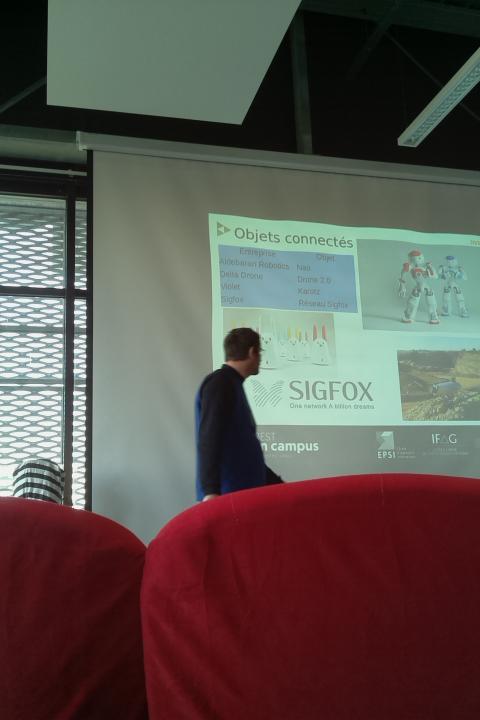 Objets connectés
Entreprise Objet
Aldebaran Robotics Nao
Delta Drone Drone 2.0
Violet Karotz
Sigfox Réseau Sigfox
SIGFOX
One network A billion dreams
EST
n campus
EPSI
IFAG